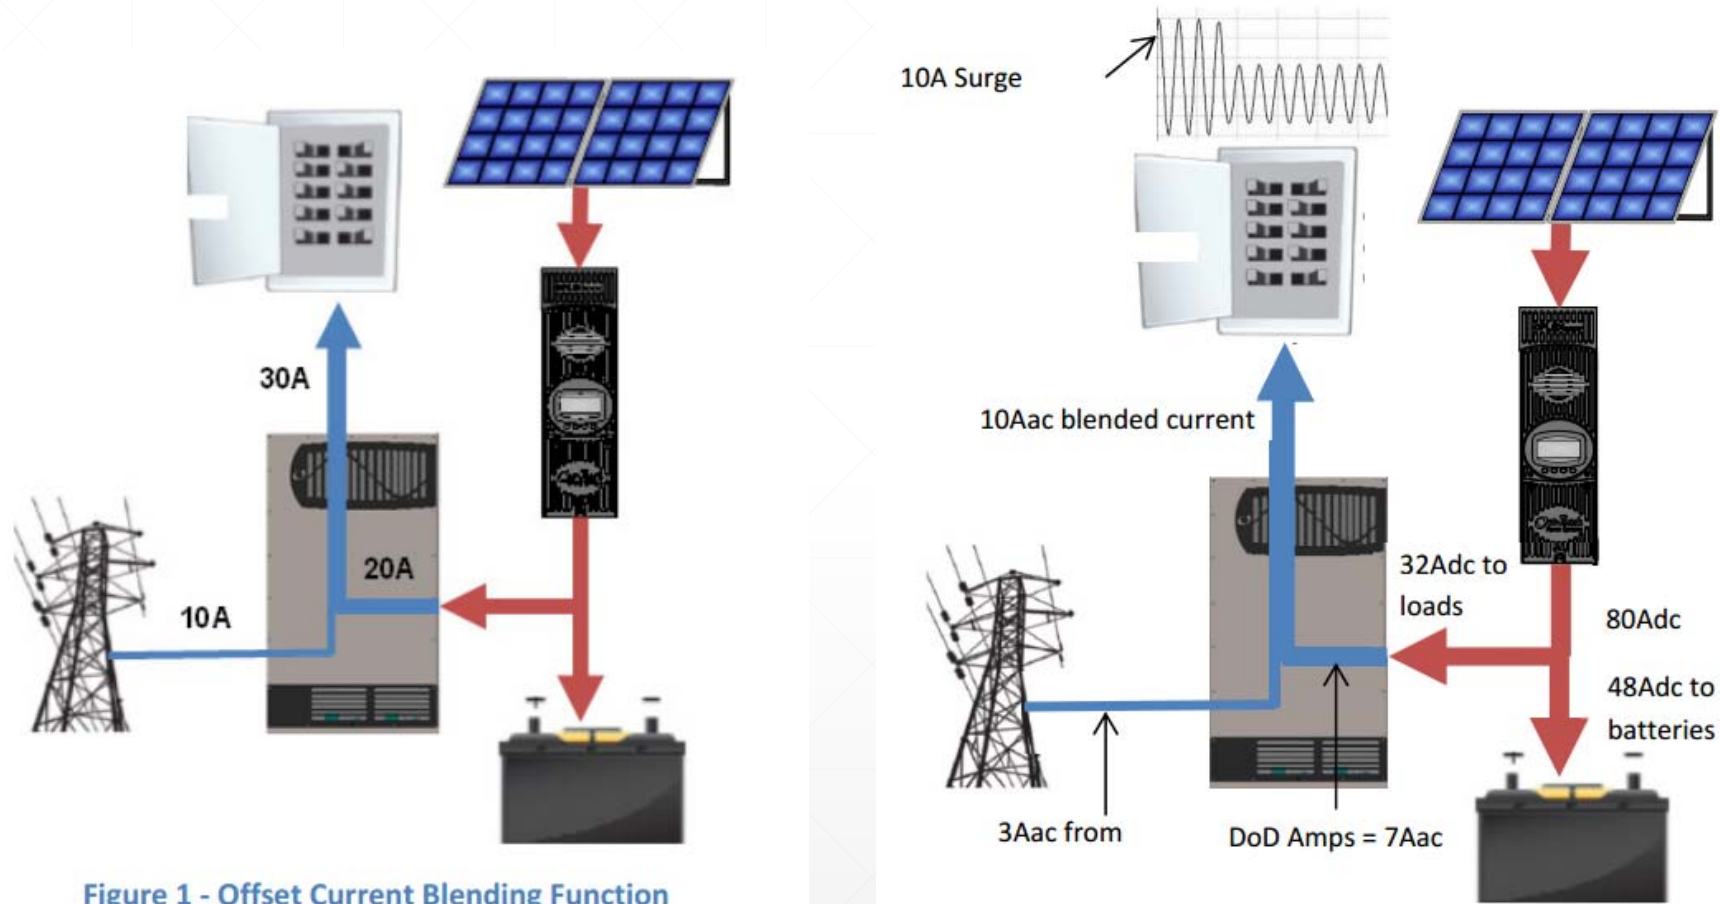 30A
20A
10A
Figure 1 - Offset Current Blending Function
10A Surge
10Aac blended current
32Adc to
loads
80Adc
48Adc to
batteries
3Aac from
DoD Amps = 7Aac